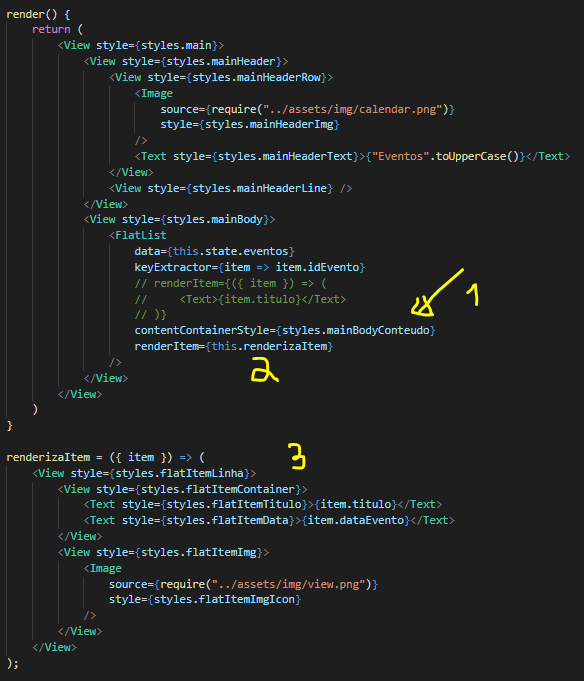 render() {
    return (
        <View style={styles.main}>
            <View style={styles.mainHeader}>
                <View style={styles.mainHeaderRow}>
                    <Image
                        source={require("../assets/img/calendar.png")}
                        style={styles.mainHeaderImg}
                    />
                    <Text style={styles.mainHeaderText}>{"Eventos".toUpperCase()}</Text>
                </View>
                <View style={styles.mainHeaderLine} />
            </View>
            <View style={styles.mainBody}>
                <FlatList
                    data={this.state.eventos}
                    keyExtractor={item => item.idEvento}
                    // renderItem={({ item }) => (
                    //     <Text>{item.titulo}</Text>
                    // )}
1
                    contentContainerStyle={styles.mainBodyConteudo}
                    renderItem={this.renderizaItem}
                />
2
            </View>
        </View>
    )
}
3
renderizaItem = ({ item }) => (
    <View style={styles.flatItemLinha}>
        <View style={styles.flatItemContainer}>
            <Text style={styles.flatItemTitulo}>{item.titulo}</Text>
            <Text style={styles.flatItemData}>{item.dataEvento}</Text>
        </View>
        <View style={styles.flatItemImg}>
            <Image
                source={require("../assets/img/view.png")}
                style={styles.flatItemImgIcon}
            />
        </View>
    </View>
);